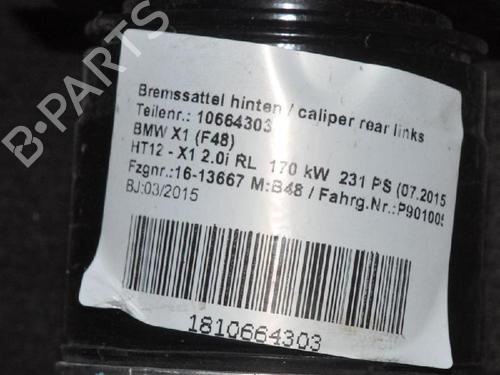 B-PARTS
Bremssattel hinten / caliper rear links
Teilenr.: 10664303
BMW X1 (F48)
HT12 - X1 2.0i RL 170 kW 231 PS (07.2015
Fzgnr.:16-13667 M:B48 / Fahrg.Nr.:P901005
BJ:03/2015
1810664303